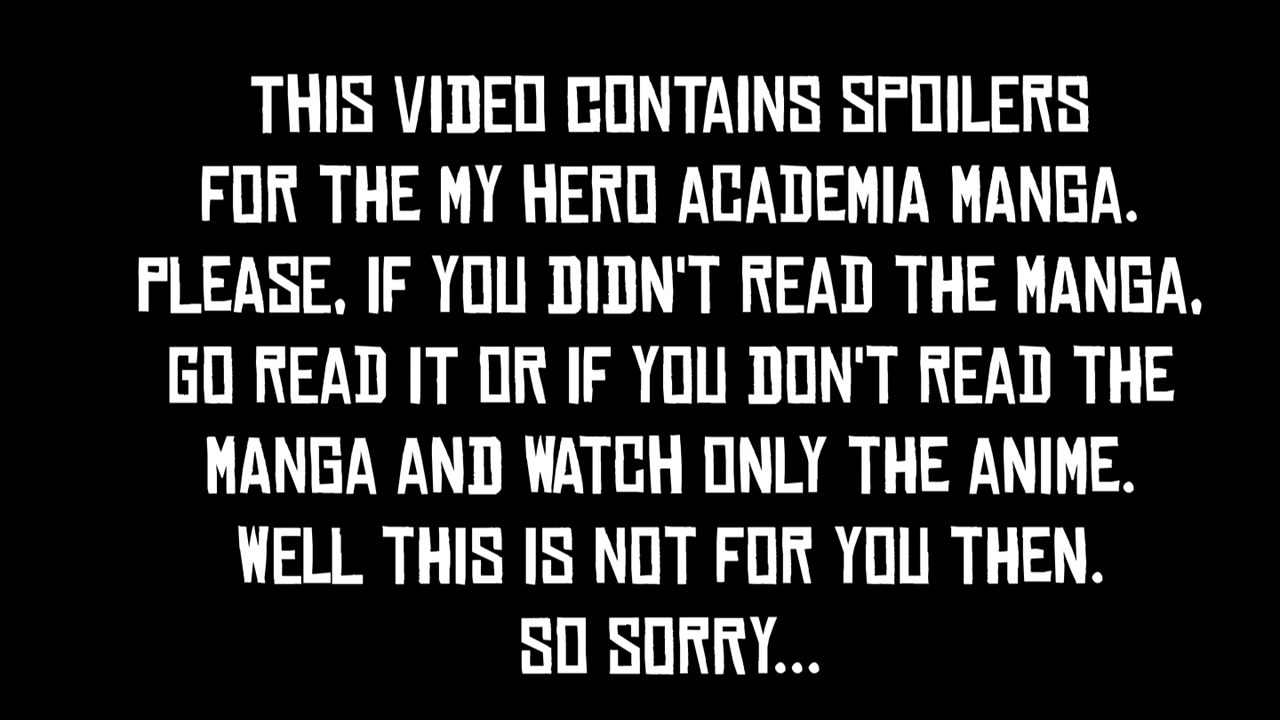 THIS VIDEO CONTAINS SPOILERS
FOR THE MY HERO ACADEMIA MANGA.
PLEASE, IF YOU DIDN'T READ THE MANGA,
GO READ IT OR IF YOU DON'T READ THE
MANGA AND WATCH ONLY THE ANIME.
WELL THIS IS NOT FOR YOU THEN.
SO SORRY...